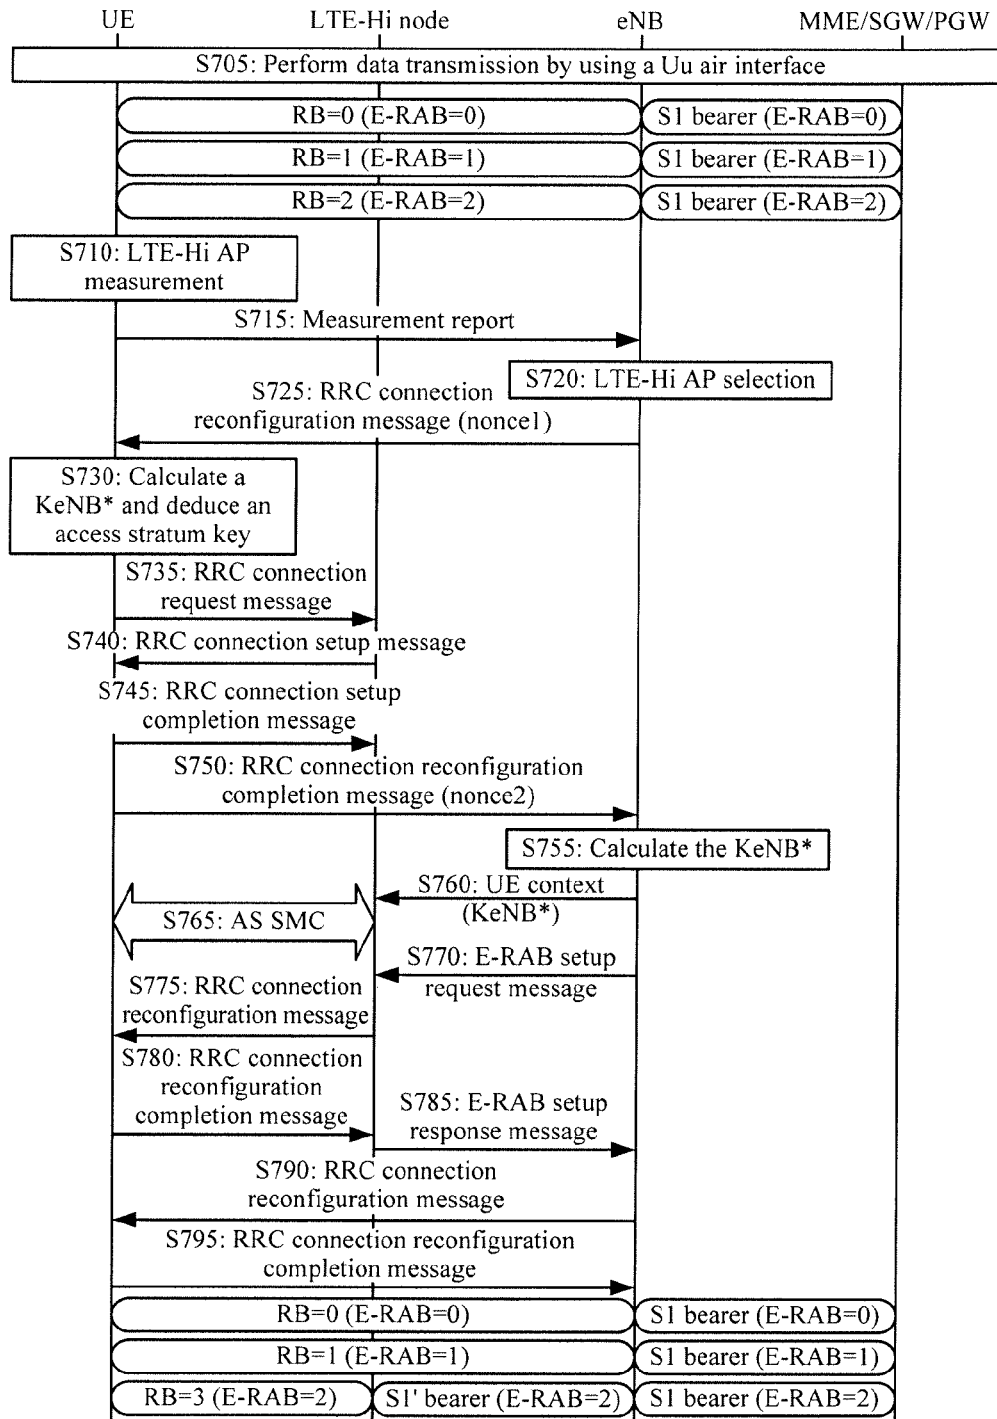 UE LTE-Hi node eNB MME/SGW/PGW
S705: Perform data transmission by using a Uu air interface
RB=0 (E-RAB=0) S1 bearer (E-RAB=0)
RB=1 (E-RAB=1) S1 bearer (E-RAB=1)
RB=2 (E-RAB=2) S1 bearer (E-RAB=2)
S710: LTE-Hi AP
measurement
S715: Measurement report
S720: LTE-Hi AP selection
S725: RRC connection
reconfiguration message (nonce1)
S730: Calculate a
KeNB* and deduce an
access stratum key
S735: RRC connection
request message
S740: RRC connection setup message
S745: RRC connection setup
completion message
S750: RRC connection reconfiguration
completion message (nonce2)
S755: Calculate the KeNB*
S760: UE context
(KeNB*)
S765: AS SMC
S770: E-RAB setup
request message
S775: RRC connection
reconfiguration message
S780: RRC connection
reconfiguration
completion message
S785: E-RAB setup
response message
S790: RRC connection
reconfiguration message
S795: RRC connection reconfiguration
completion message
RB=0 (E-RAB=0) S1 bearer (E-RAB=0)
RB=1 (E-RAB=1) S1 bearer (E-RAB=1)
RB=3 (E-RAB=2) S1' bearer (E-RAB=2) S1 bearer (E-RAB=2)